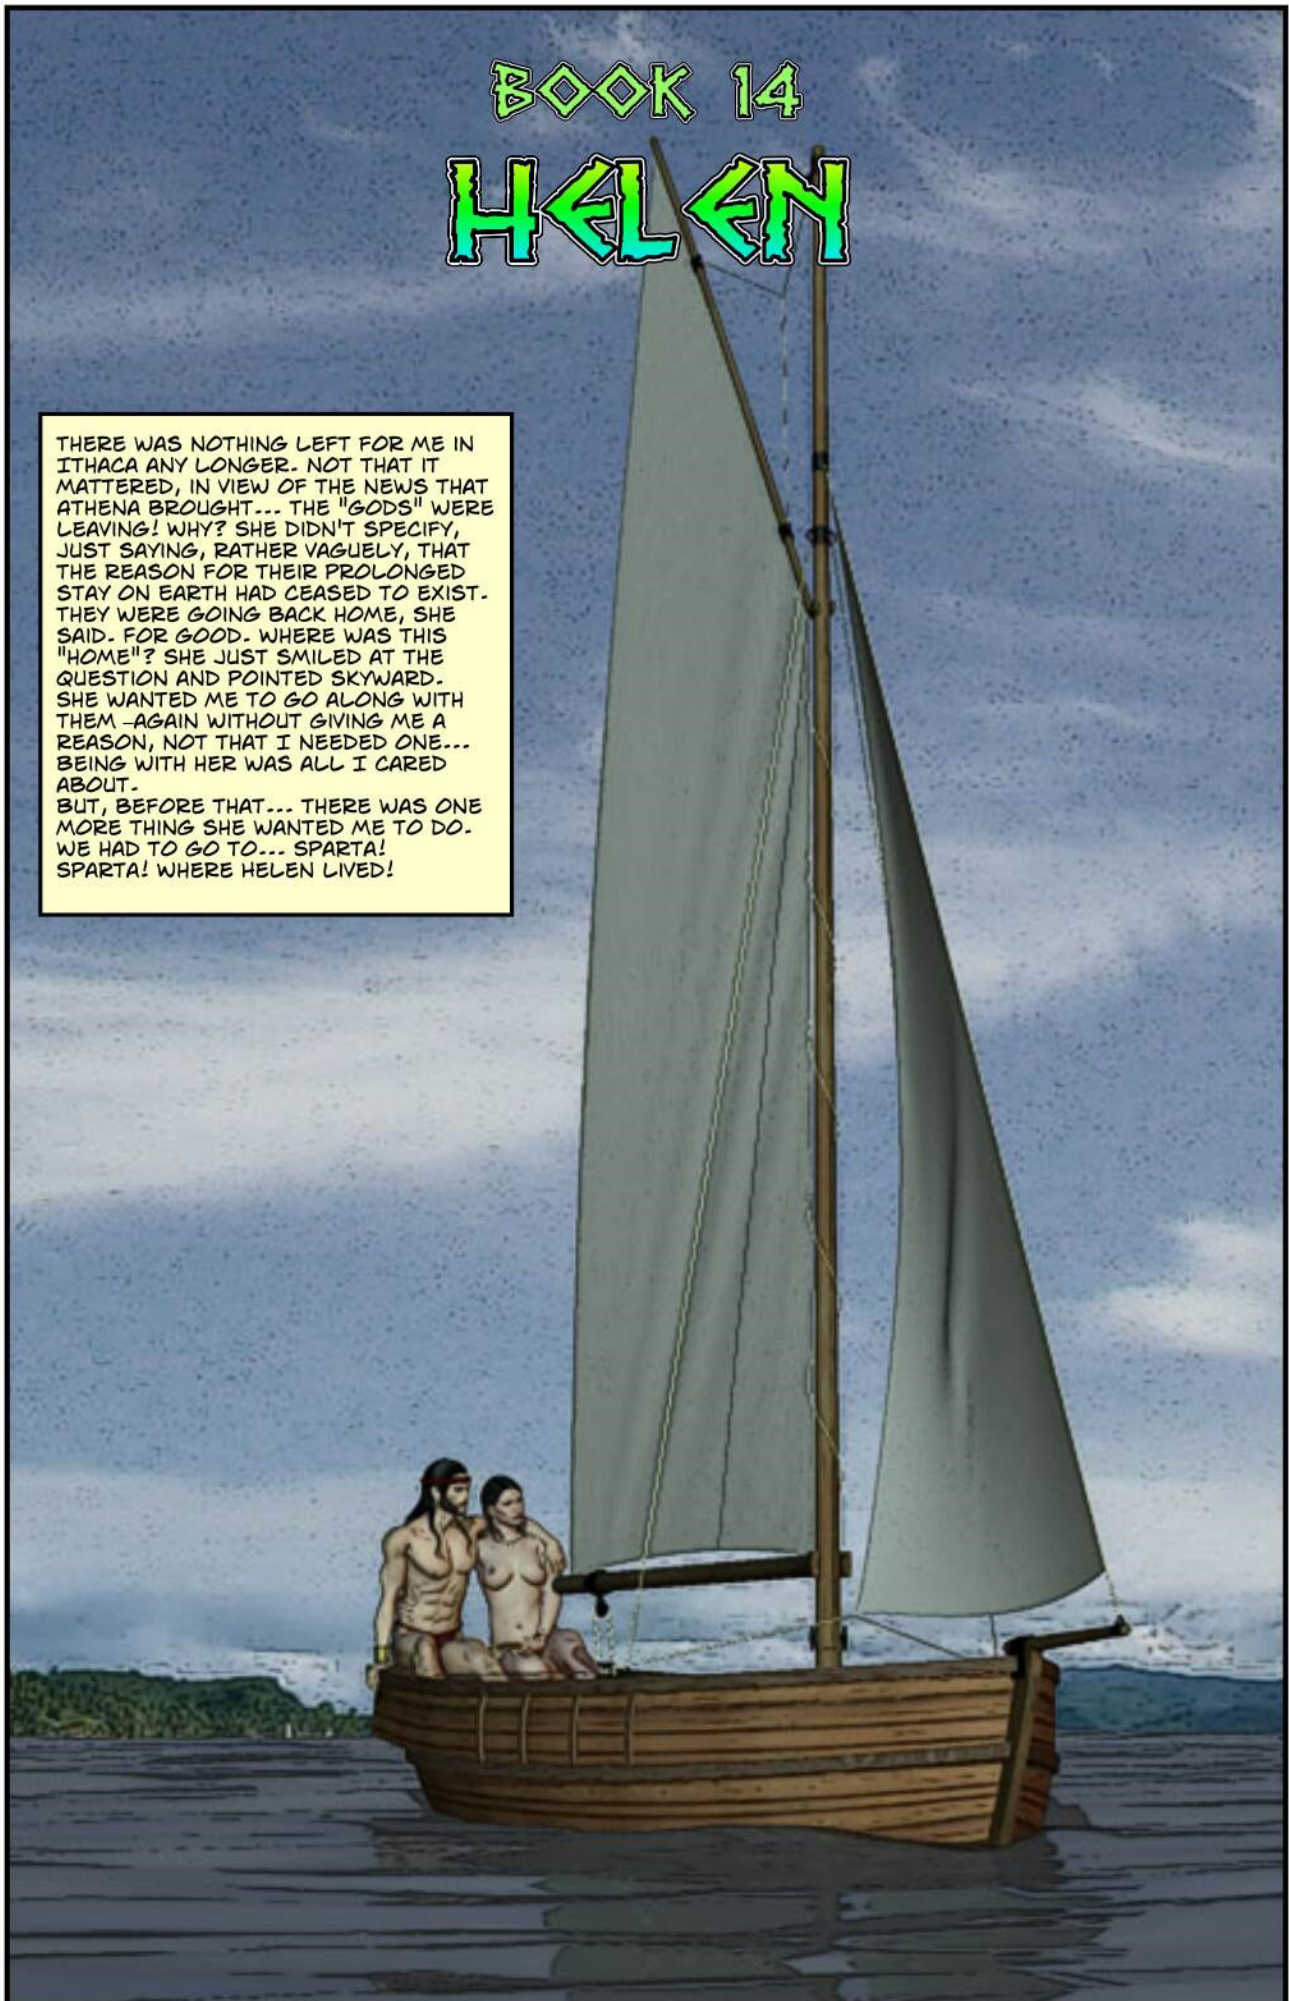 BOOK 14
HELEN
THERE WAS NOTHING LEFT FOR ME IN
ITHACA ANY LONGER. NOT THAT IT
MATTERED, IN VIEW OF THE NEWS THAT
ATHENA BROUGHT... THE "GODS" WERE
LEAVING! WHY? SHE DIDN'T SPECIFY,
JUST SAYING, RATHER VAGUELY, THAT
THE REASON FOR THEIR PROLONGED
STAY ON EARTH HAD CEASED TO EXIST.
THEY WERE GOING BACK HOME, SHE
SAID. FOR GOOD. WHERE WAS THIS
"HOME"? SHE JUST SMILED AT THE
QUESTION AND POINTED SKYWARD.
SHE WANTED ME TO GO ALONG WITH
THEM –AGAIN WITHOUT GIVING ME A
REASON, NOT THAT I NEEDED ONE...
BEING WITH HER WAS ALL I CARED
ABOUT.
BUT, BEFORE THAT... THERE WAS ONE
MORE THING SHE WANTED ME TO DO.
WE HAD TO GO TO... SPARTA!
SPARTA! WHERE HELEN LIVED!